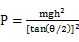 P = mgh² / [tan(θ/2)]²